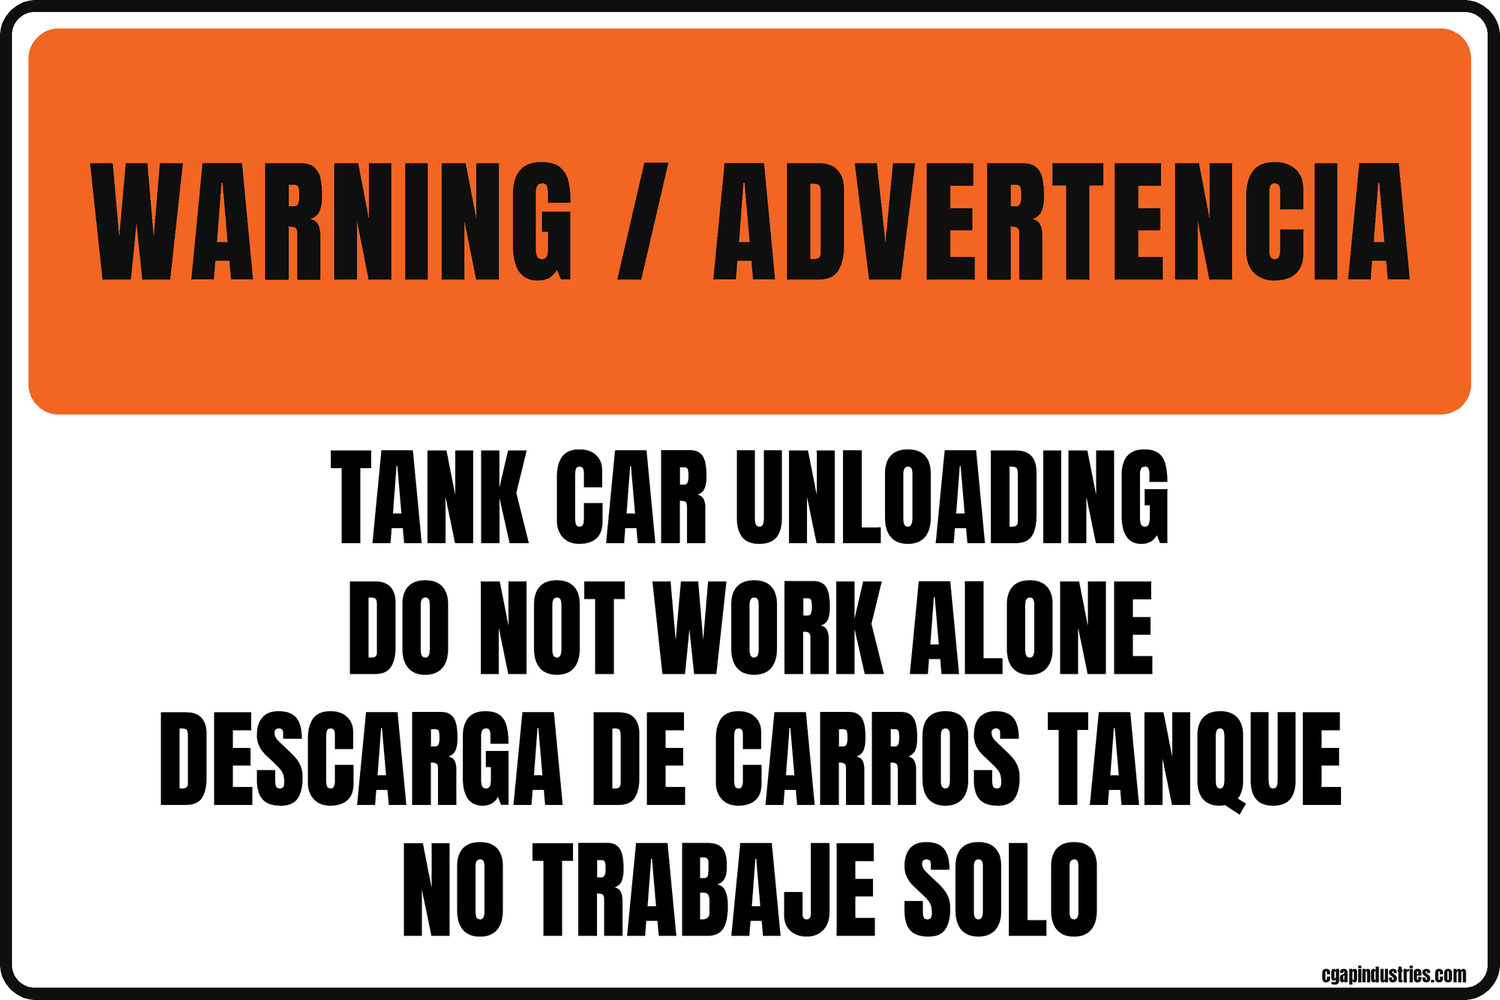 WARNING / ADVERTENCIA
TANK CAR UNLOADING
DO NOT WORK ALONE
DESCARGA DE CARROS TANQUE
NO TRABAJE SOLO
cgapindustries.com